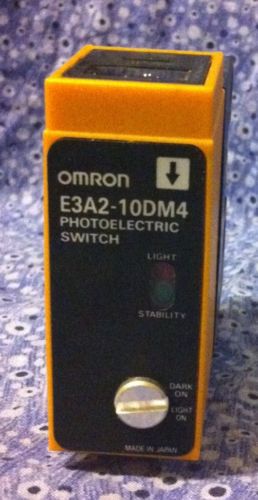 OMRON
E3A2-10DM4
PHOTOELECTRIC
SWITCH
LIGHT
STABILITY
DARK
ON
LIGHT
ON
MADE IN JAPAN